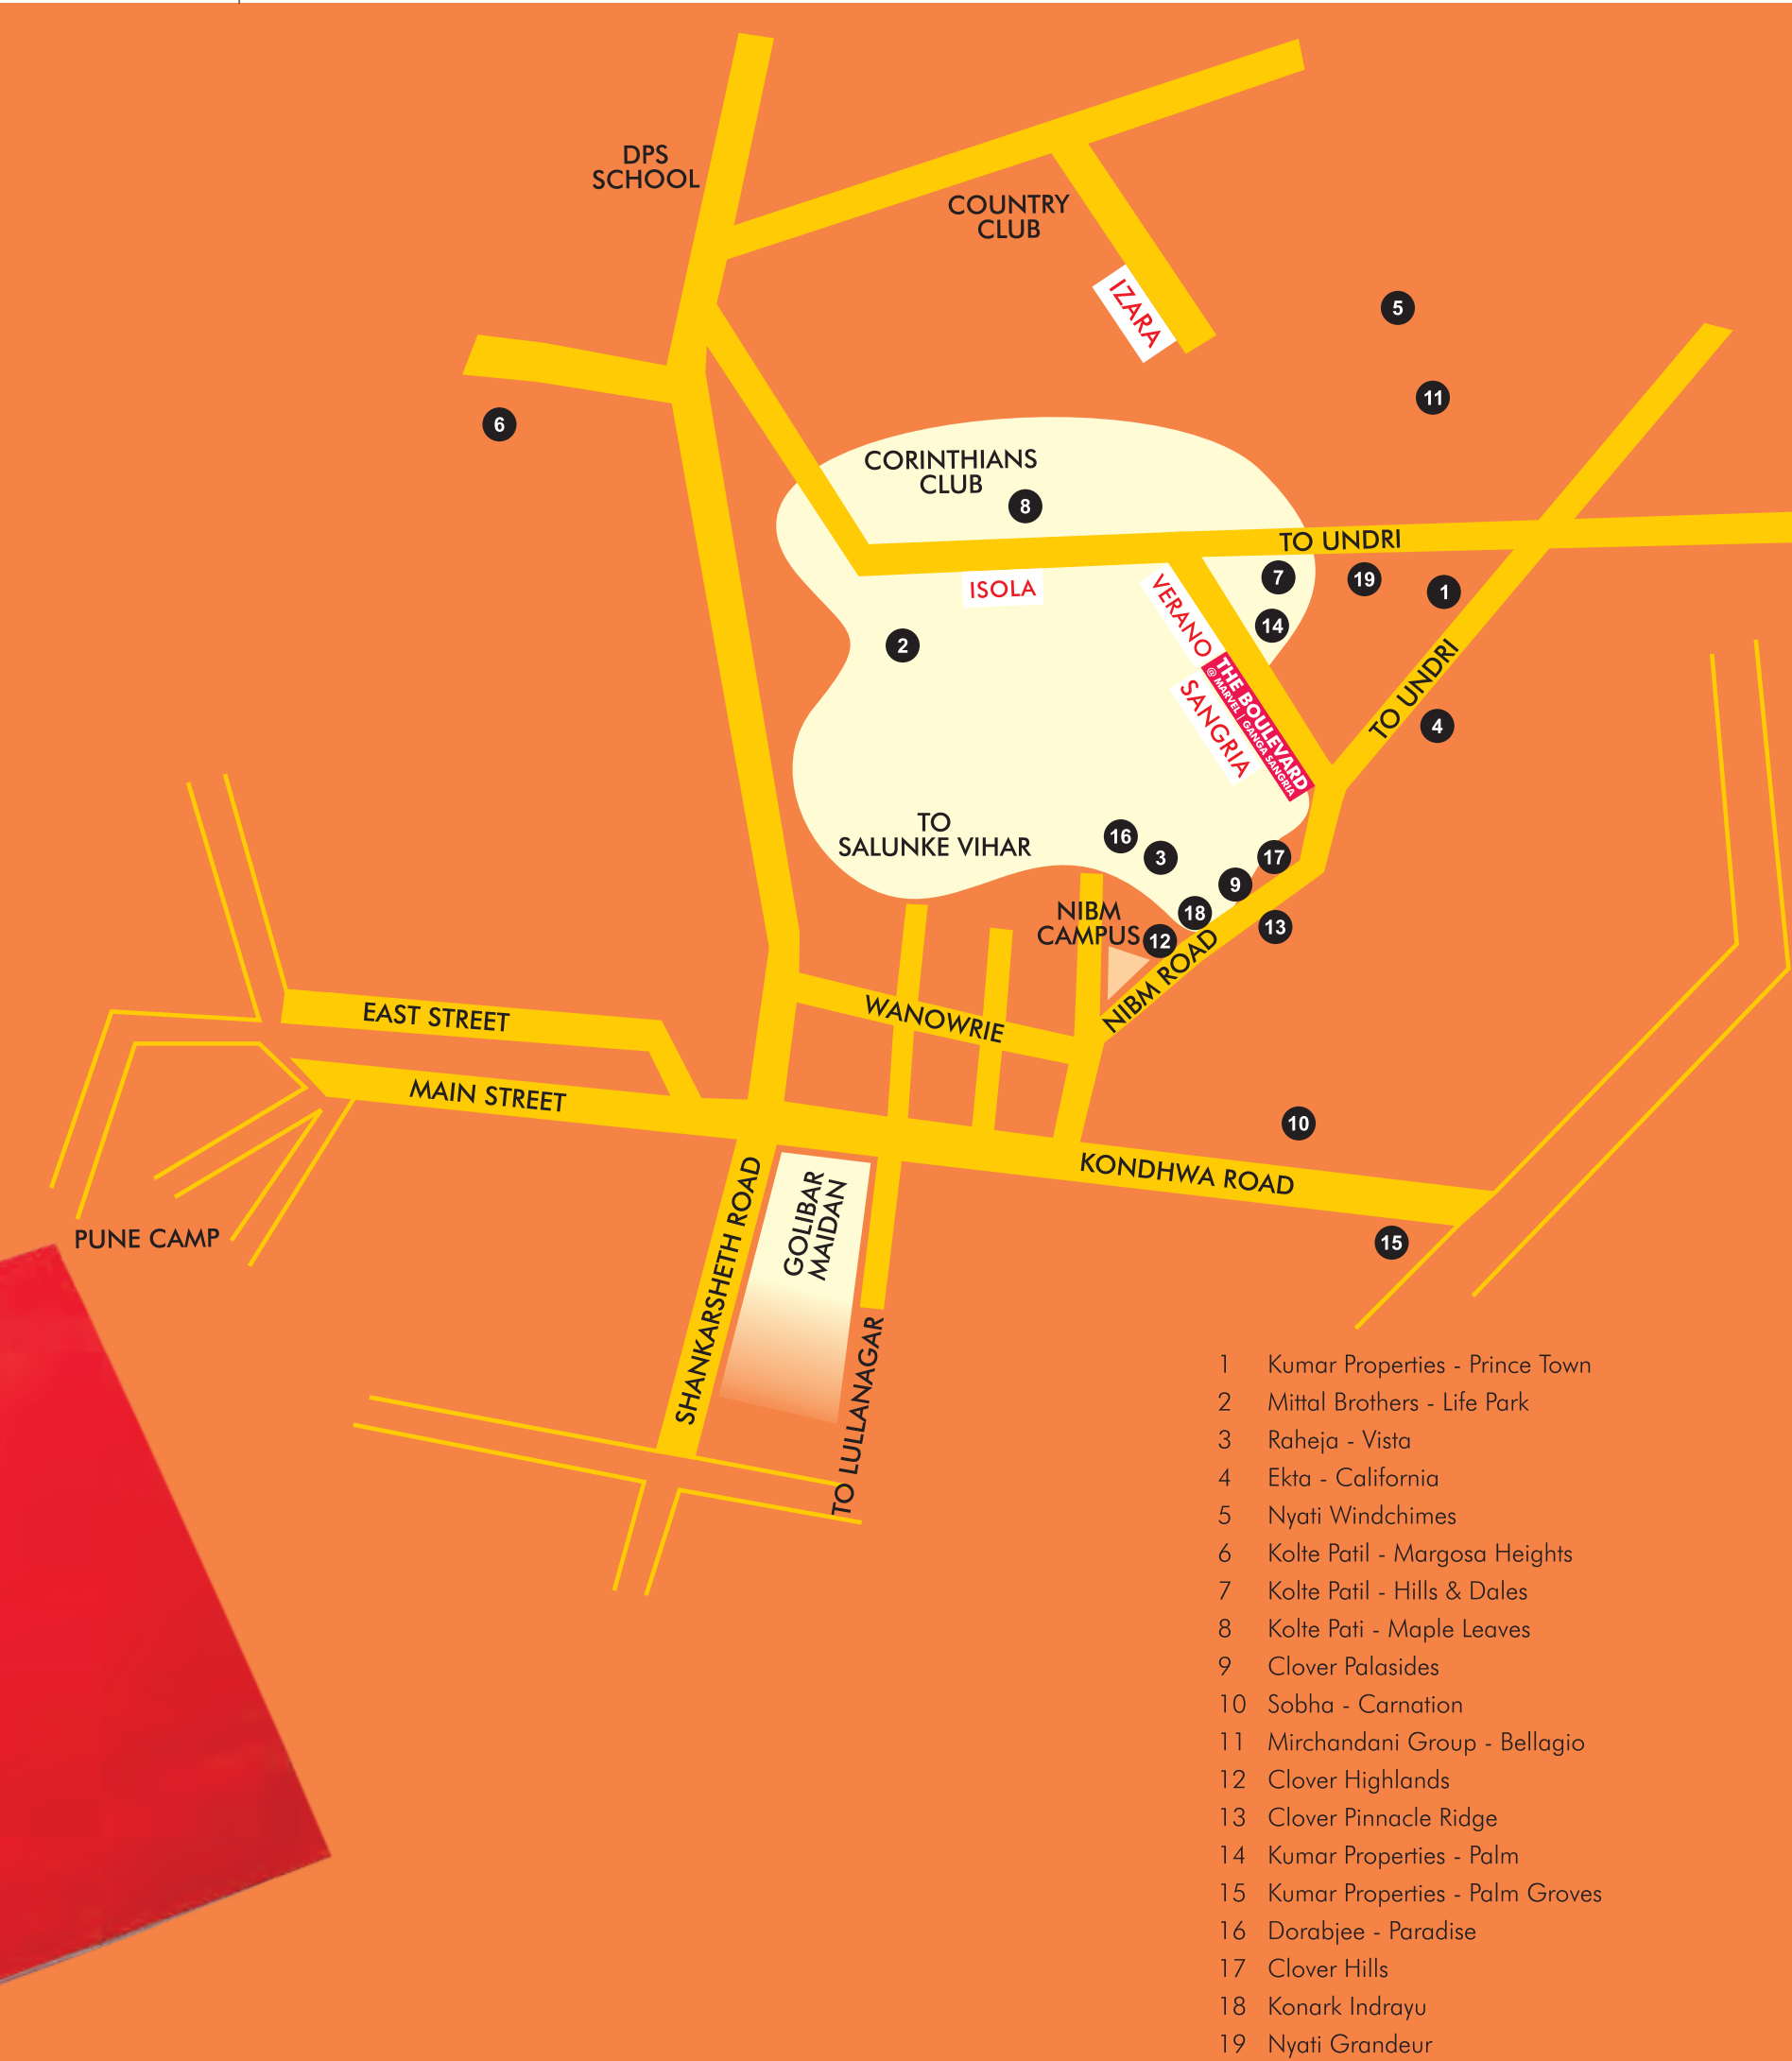 DPS
SCHOOL
COUNTRY
CLUB
IZARA
5
11
6
CORINTHIANS
CLUB
8
TO UNDRI
ISOLA
7
19
1
VERANO
14
2
THE BOULEVARD
@ MARVEL | GANGA SANGRIA
SANGRIA
TO UNDRI
4
TO
SALUNKE VIHAR
16
3
17
9
NIBM
CAMPUS
18
12
13
NIBM ROAD
EAST STREET
WANOWRIE
MAIN STREET
10
KONDHWA ROAD
GOLIBAR
MAIDAN
SHANKARSHETH ROAD
15
PUNE CAMP
TO LULLANAGAR
1 Kumar Properties - Prince Town
2 Mittal Brothers - Life Park
3 Raheja - Vista
4 Ekta - California
5 Nyati Windchimes
6 Kolte Patil - Margosa Heights
7 Kolte Patil - Hills & Dales
8 Kolte Pati - Maple Leaves
9 Clover Palasides
10 Sobha - Carnation
11 Mirchandani Group - Bellagio
12 Clover Highlands
13 Clover Pinnacle Ridge
14 Kumar Properties - Palm
15 Kumar Properties - Palm Groves
16 Dorabjee - Paradise
17 Clover Hills
18 Konark Indrayu
19 Nyati Grandeur